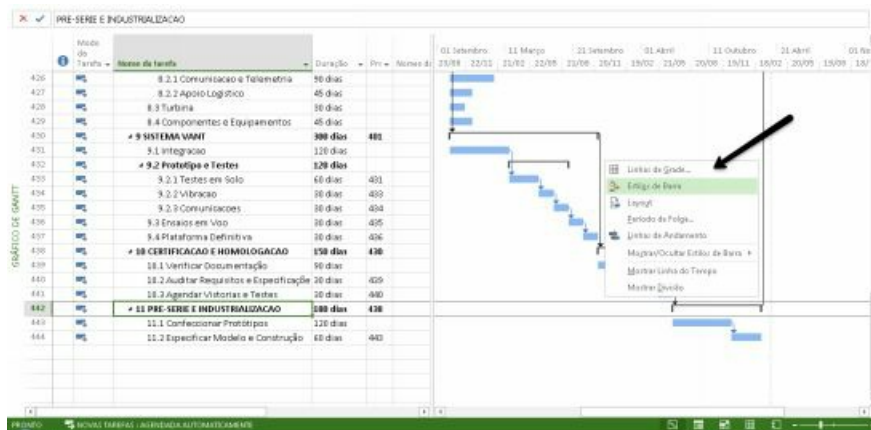 PRE-SERIE E INDUSTRIALIZACAO
Modo da Tarefa Nome da tarefa Duração
01 Setembro 11 Março 21 Setembro 01 Abril 11 Outubro 21 Abril
426 8.2.1 Comunicacao e Telemetria 90 dias
427 8.2.2 Apoio Logistico 45 dias
428 8.3 Turbina 30 dias
429 8.4 Componentes e Equipamentos 45 dias
430 9 SISTEMA VANT 300 dias 401
431 9.1 Integracao 120 dias
432 9.2 Prototipo e Testes 120 dias
433 9.2.1 Testes em Solo 60 dias 431
434 9.2.2 Vibracao 30 dias 433
435 9.2.3 Comunicacoes 30 dias 434
436 9.3 Ensaios em Voo 30 dias 435
437 9.4 Plataforma Definitiva 30 dias 436
438 10 CERTIFICACAO E HOMOLOGACAO 150 dias 430
439 10.1 Verificar Documentação 90 dias
440 10.2 Auditar Requisitos e Especificaçõe 30 dias 439
441 10.3 Agendar Vistorias e Testes 30 dias 440
442 11 PRE-SERIE E INDUSTRIALIZACAO 180 dias 438
443 11.1 Confeccionar Protótipos 120 dias
444 11.2 Especificar Modelo e Construção 60 dias 443
Linhas de Grade...
Estilos de Barra
Layout
Período da Folga...
Linhas de Andamento
Mostrar/Ocultar Estilos de Barra
Mostrar Linha do Tempo
Mostrar Divisão
GRÁFICO DE GANTT
PRONTO NOVAS TAREFAS : AGENDADA AUTOMATICAMENTE